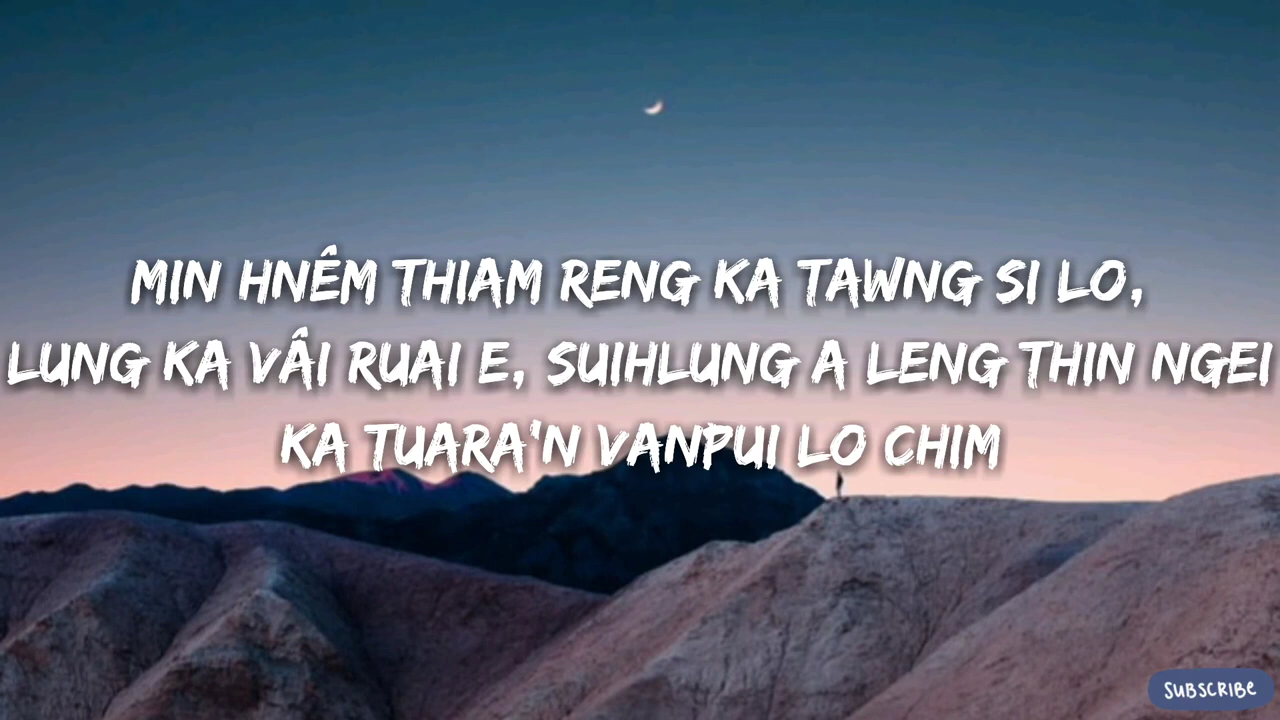 MIN HNÊM THIAM RENG KA TAWNG SI LO,
LUNG KA VÂI RUAI E, SUIHLUNG A LENG THIN NGEI
KA TUARA'N VANPUI LO CHIM
SUBSCRIBE